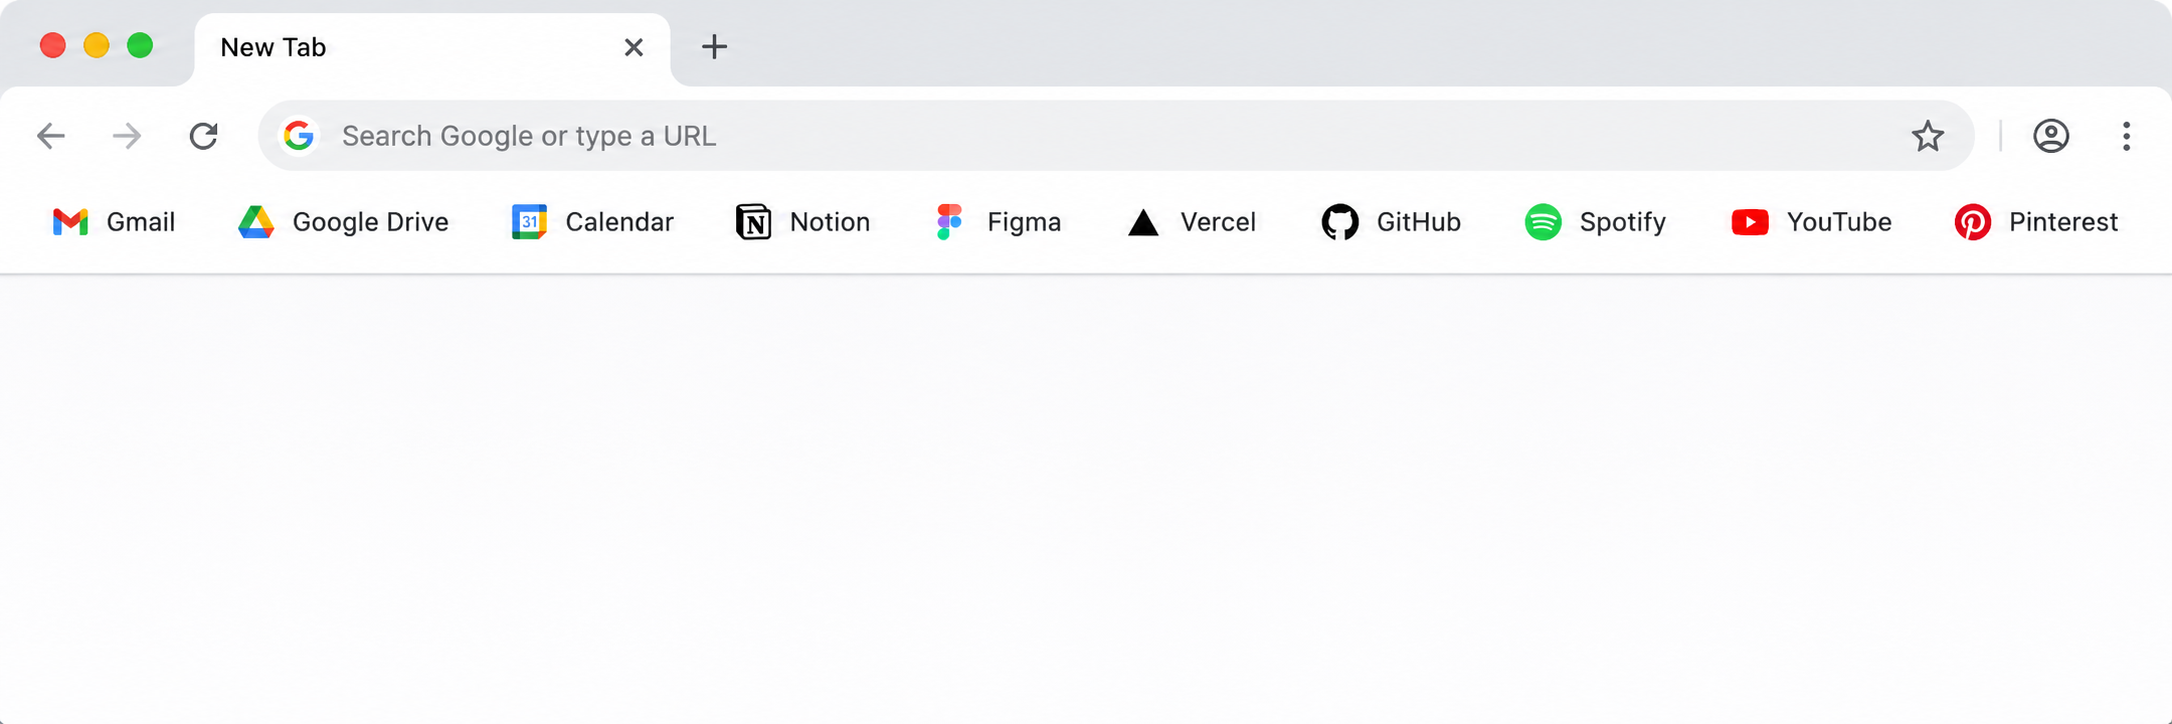 New Tab
Search Google or type a URL
31
Gmail Google Drive Calendar Notion Figma Vercel GitHub Spotify YouTube Pinterest